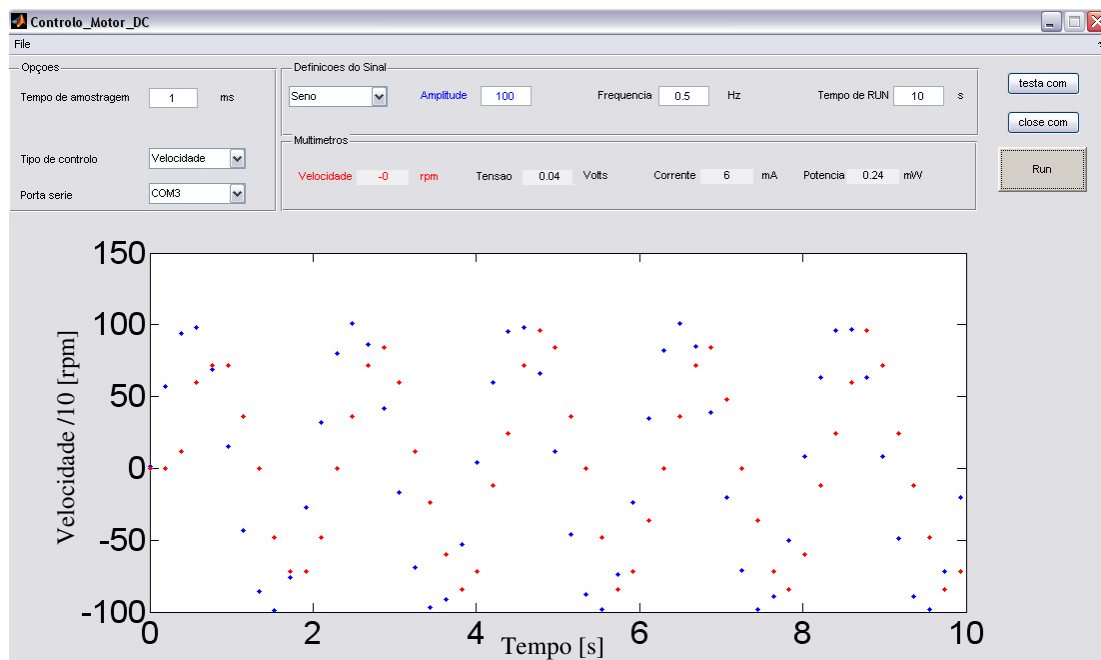 Controlo_Motor_DC
File
Opçoes
Tempo de amostragem 1 ms
Tipo de controlo Velocidade
Porta serie COM3
Definicoes do Sinal
Seno Amplitude 100 Frequencia 0.5 Hz Tempo de RUN 10 s
Multimetros
Velocidade -0 rpm Tensao 0.04 Volts Corrente 6 mA Potencia 0.24 mW
testa com
close com
Run
150
100
50
0
-50
-100
Velocidade /10 [rpm]
0 2 4 6 8 10
Tempo [s]